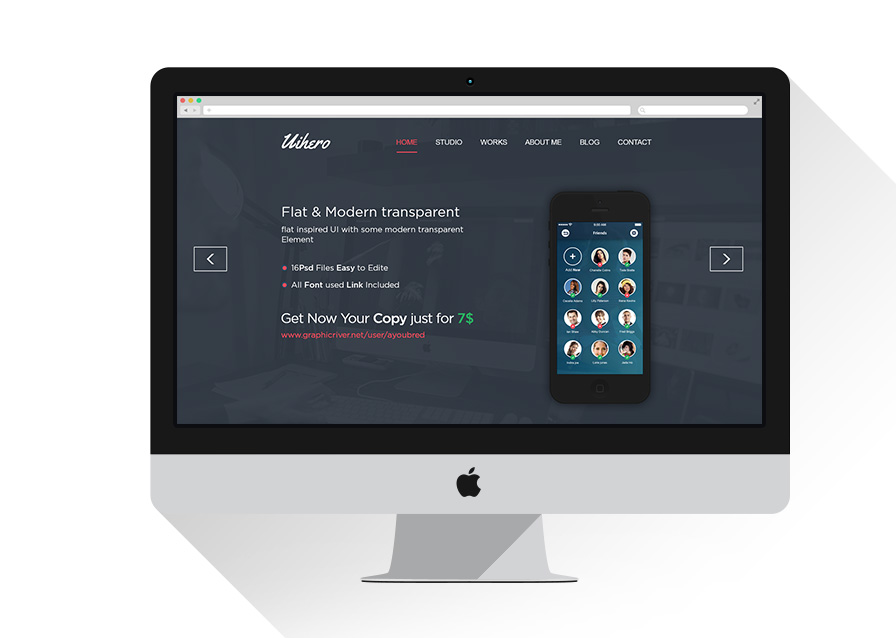 Uihero
HOME STUDIO WORKS ABOUT ME BLOG CONTACT
Flat & Modern transparent
flat inspired UI with some modern transparent
Element
16Psd Files Easy to Edite
All Font used Link Included
Get Now Your Copy just for 7$
www.graphicriver.net/user/ayoubred
Friends
Add New